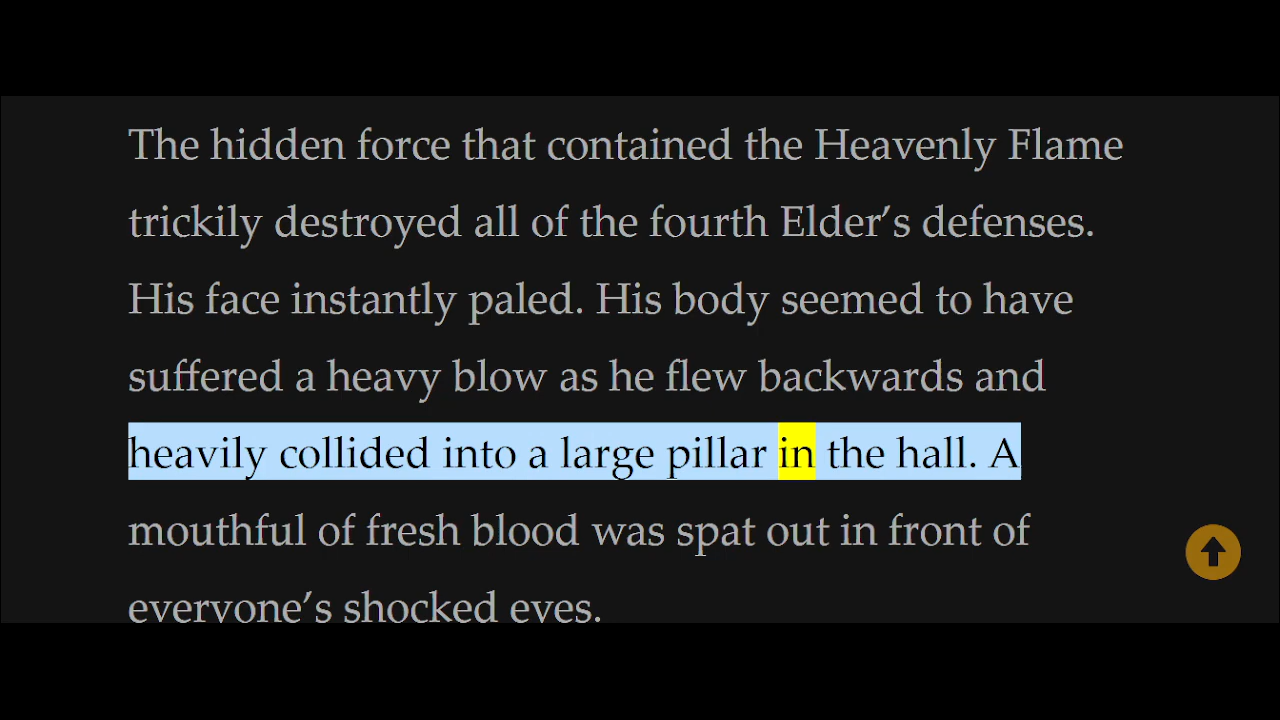 The hidden force that contained the Heavenly Flame
trickily destroyed all of the fourth Elder’s defenses.
His face instantly paled. His body seemed to have
suffered a heavy blow as he flew backwards and
heavily collided into a large pillar in the hall. A
mouthful of fresh blood was spat out in front of
everyone’s shocked eyes.